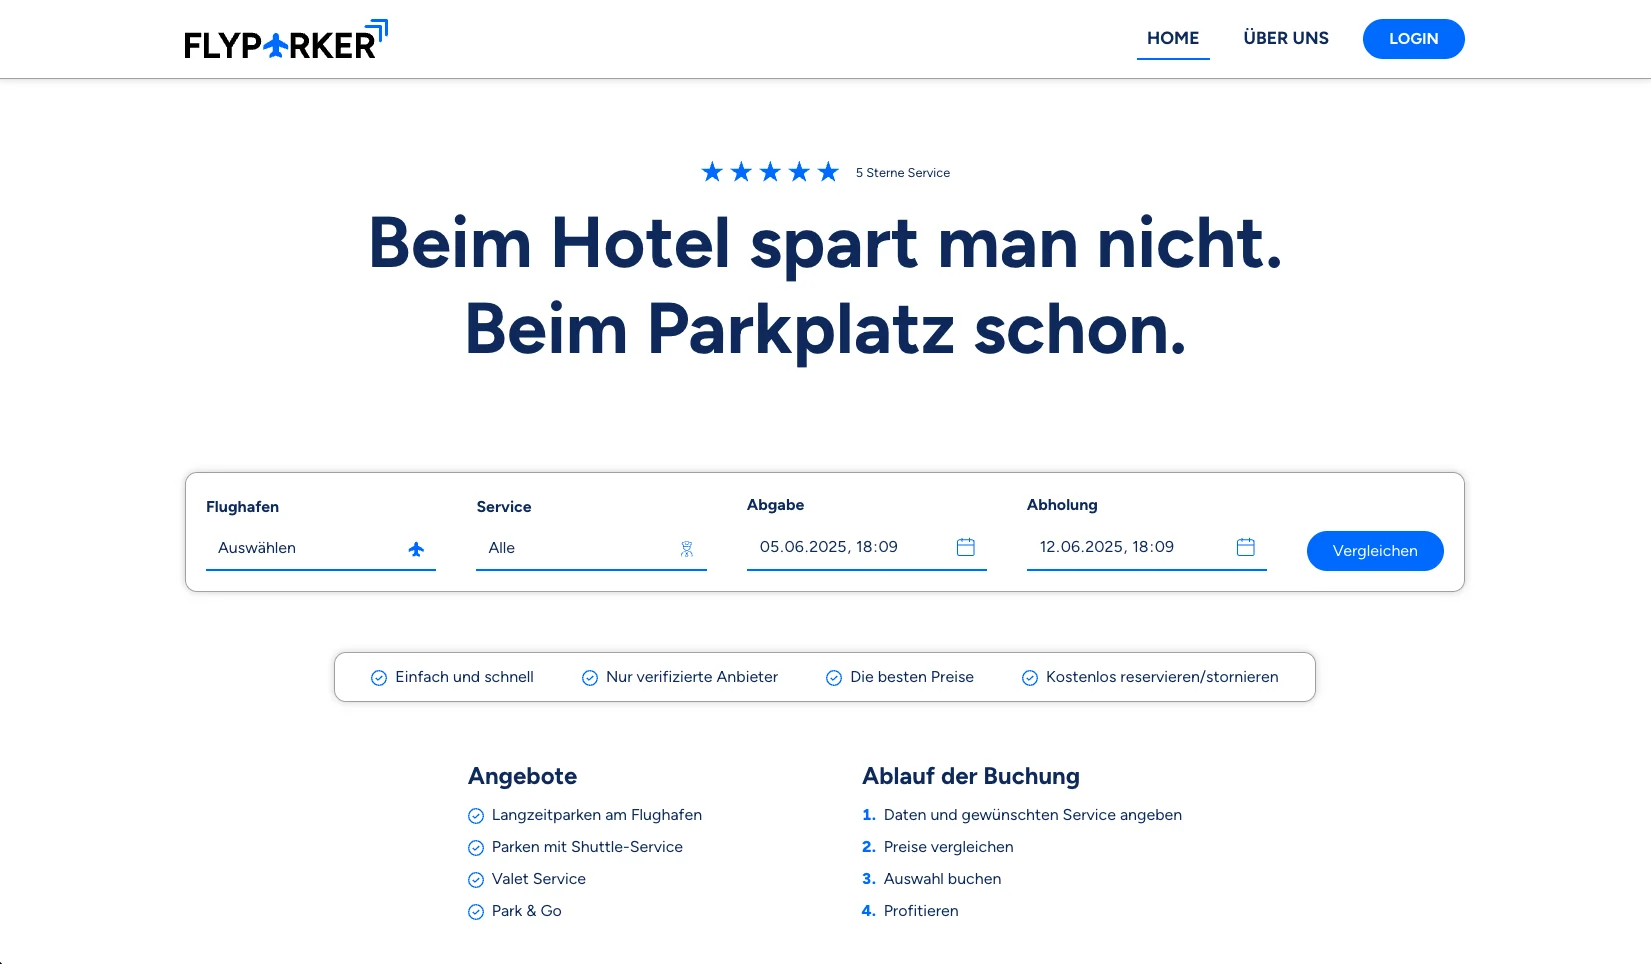 FLYPARKER
HOME
ÜBER UNS
LOGIN
5 Sterne Service
Beim Hotel spart man nicht.
Beim Parkplatz schon.
Flughafen
Auswählen
Service
Alle
Abgabe
05.06.2025, 18:09
Abholung
12.06.2025, 18:09
Vergleichen
Einfach und schnell
Nur verifizierte Anbieter
Die besten Preise
Kostenlos reservieren/stornieren
Angebote
Langzeitparken am Flughafen
Parken mit Shuttle-Service
Valet Service
Park & Go
Ablauf der Buchung
1. Daten und gewünschten Service angeben
2. Preise vergleichen
3. Auswahl buchen
4. Profitieren